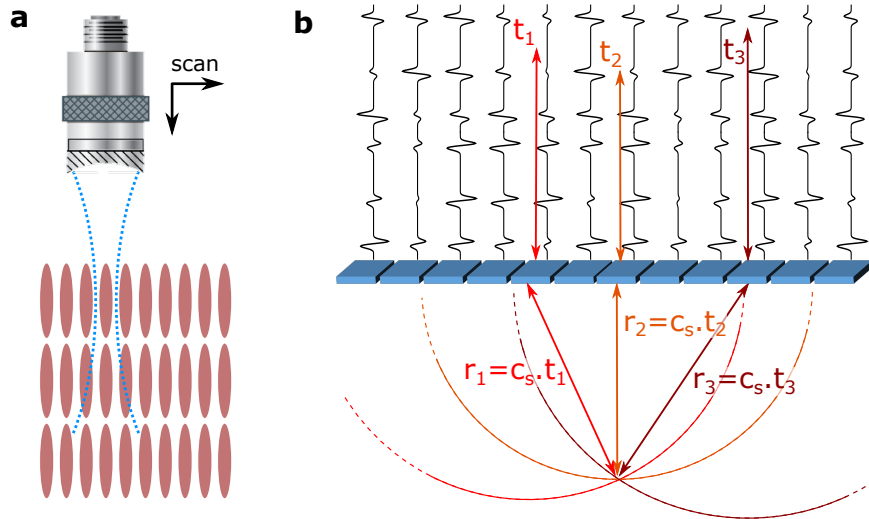 a
scan
b
t1
t2
t3
r1=cs.t1
r2=cs.t2
r3=cs.t3